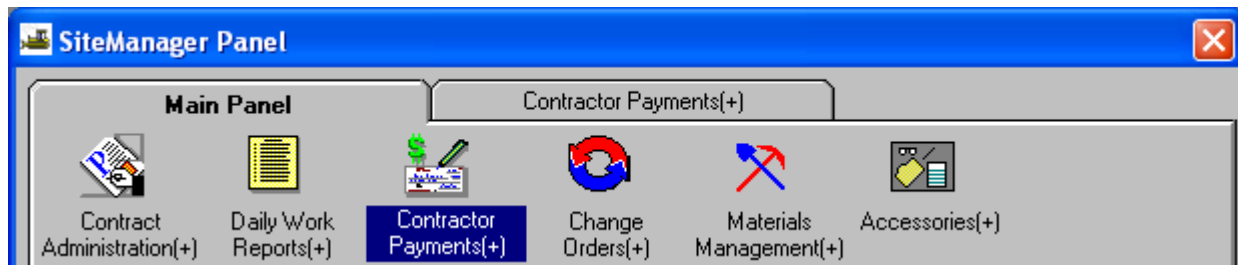 SiteManager Panel
Main Panel
Contractor Payments(+)
Contract
Administration(+)
Daily Work
Reports(+)
Contractor
Payments(+)
Change
Orders(+)
Materials
Management(+)
Accessories(+)